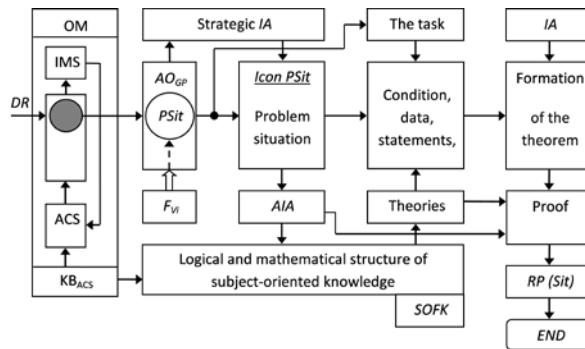 OM
Strategic IA
The task
IA
IMS
AO_GP
Icon PSit
Condition,
Formation
DR
PSit
Problem
data,
of the
situation
statements,
theorem
F_VI
AIA
Theories
Proof
ACS
Logical and mathematical structure of
subject-oriented knowledge
KB_ACS
RP (Sit)
SOFK
END